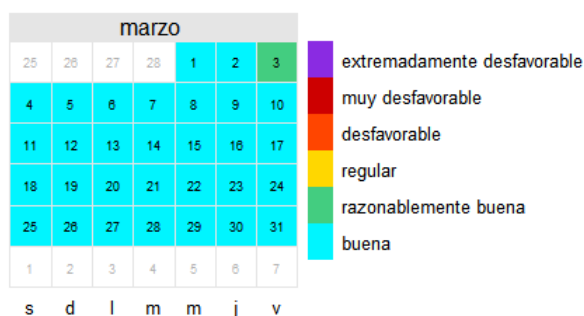 marzo
25 26 27 28 1 2 3
4 5 6 7 8 9 10
11 12 13 14 15 16 17
18 19 20 21 22 23 24
25 26 27 28 29 30 31
1 2 3 4 5 6 7
s d l m m j v
extremadamente desfavorable
muy desfavorable
desfavorable
regular
razonablemente buena
buena